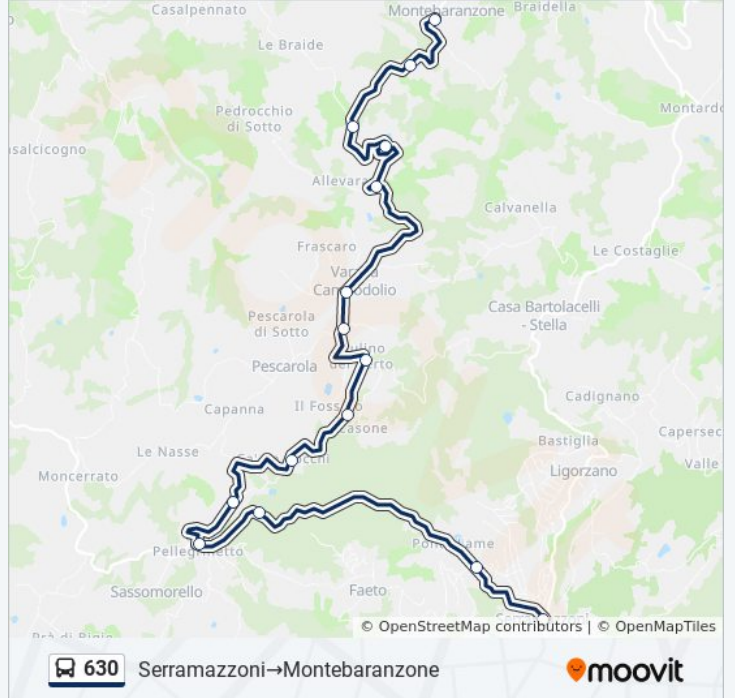 Casalpennato
Montebaranzone
Braidella
Le Braide
Pedrocchio
di Sotto
Montardo
salcicogno
Allevara
Calvanella
Frascaro
Le Costaglie
Pescarola
di Sotto
Casa Bartolacelli
- Stella
Pescarola
Cadignano
Capanna
Il Fosso
Casone
Capersec
Bastiglia
Le Nasse
Valle
Ligorzano
Moncerrato
Pellegrinetto
Sassomorello
Faeto
© OpenStreetMap contributors | © OpenMapTiles
630 Serramazzoni→Montebaranzone
moovit